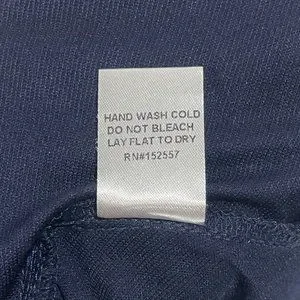 HAND WASH COLD
DO NOT BLEACH
LAY FLAT TO DRY
RN#152557